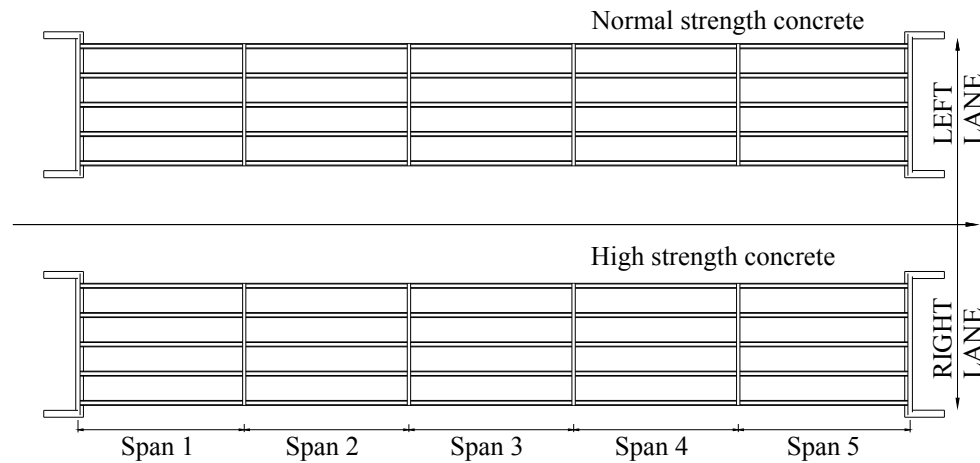 Normal strength concrete
LEFT
LANE
High strength concrete
RIGHT
LANE
Span 1
Span 2
Span 3
Span 4
Span 5